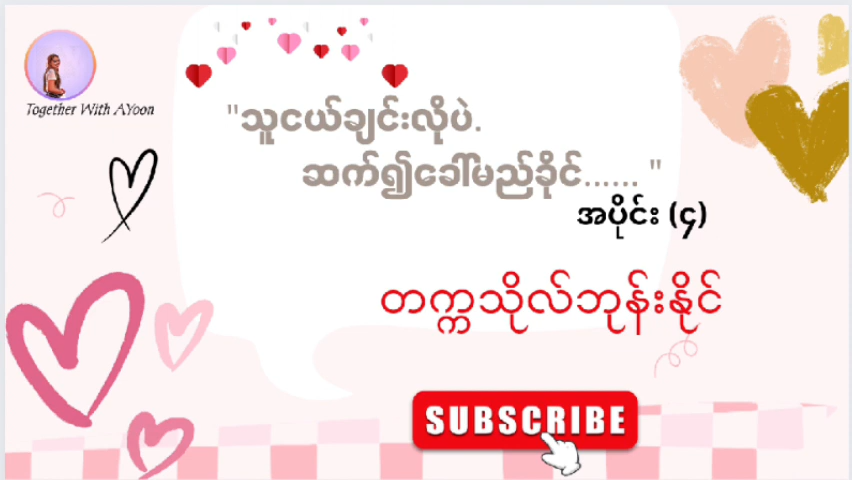 Together With AYoon
"သူငယ်ချင်းလိုပဲ.
ဆက်၍ခေါ်မည်ခိုင်...... "
အပိုင်း (၄)
တက္ကသိုလ်ဘုန်းနိုင်
SUBSCRIBE